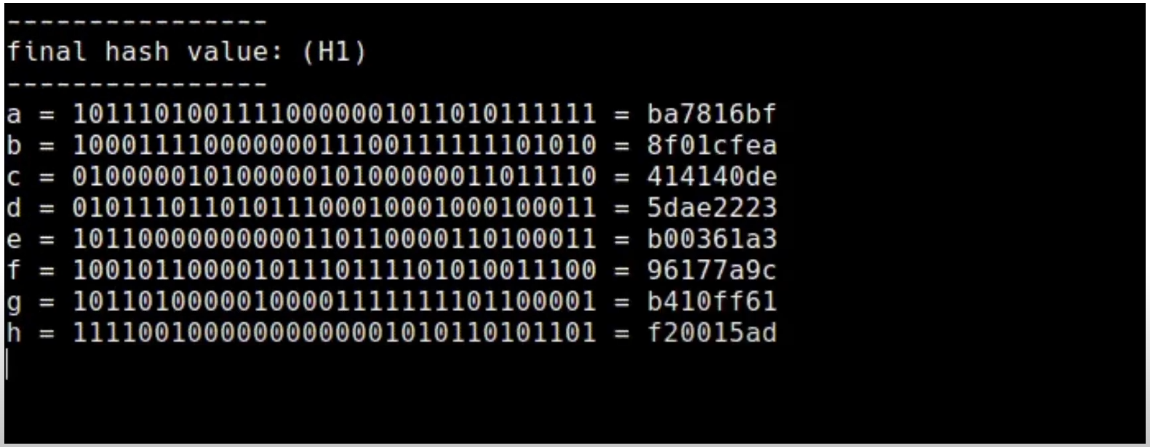 ----------------
final hash value: (H1)
----------------
a = 10111010011110000001011010111111 = ba7816bf
b = 10001111000000011100111111101010 = 8f01cfea
c = 01000001010000010100000011011110 = 414140de
d = 01011101101011100010001000100011 = 5dae2223
e = 10110000000000110110000110100011 = b00361a3
f = 10010110000101110111101010011100 = 96177a9c
g = 10110100000100001111111101100001 = b410ff61
h = 11110010000000000001010110101101 = f20015ad